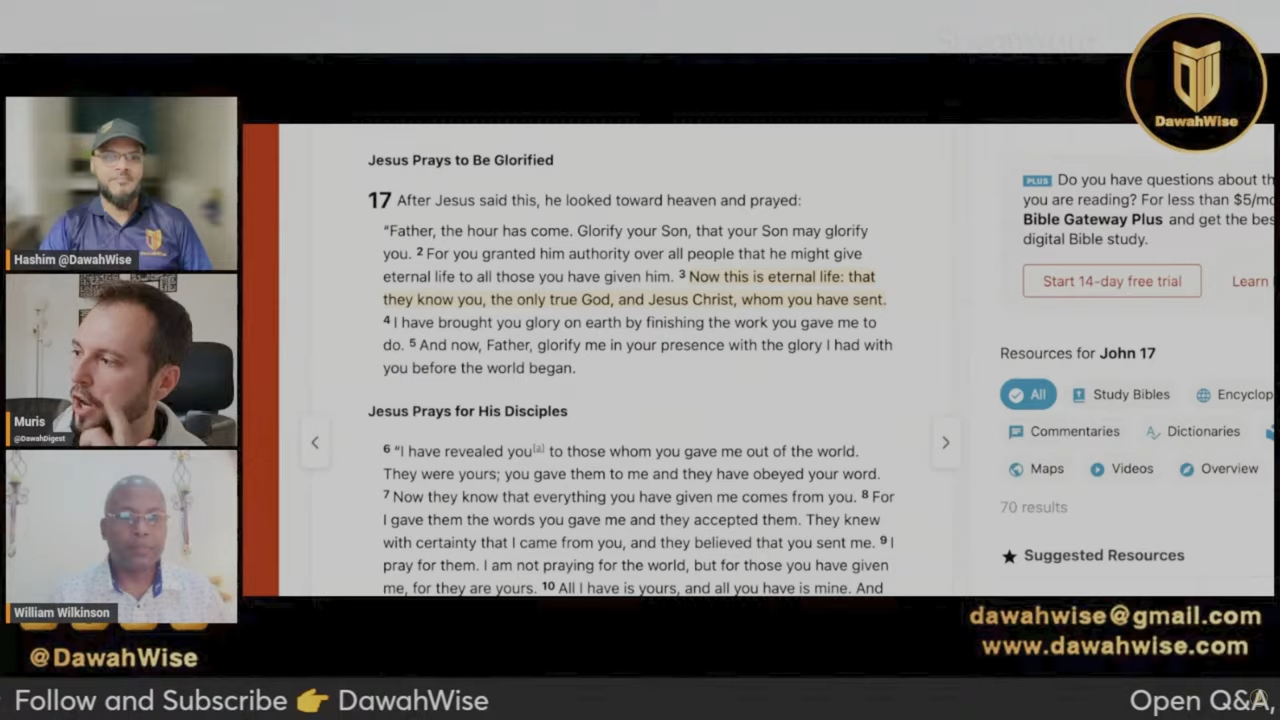 DawahWise
Hashim @DawahWise
Muris
@DawahDigest
William Wilkinson
@DawahWise
Jesus Prays to Be Glorified
17 After Jesus said this, he looked toward heaven and prayed:
“Father, the hour has come. Glorify your Son, that your Son may glorify
you. 2 For you granted him authority over all people that he might give
eternal life to all those you have given him. 3 Now this is eternal life: that
they know you, the only true God, and Jesus Christ, whom you have sent.
4 I have brought you glory on earth by finishing the work you gave me to
do. 5 And now, Father, glorify me in your presence with the glory I had with
you before the world began.
Jesus Prays for His Disciples
6 “I have revealed you[a] to those whom you gave me out of the world.
They were yours; you gave them to me and they have obeyed your word.
7 Now they know that everything you have given me comes from you. 8 For
I gave them the words you gave me and they accepted them. They knew
with certainty that I came from you, and they believed that you sent me. 9 I
pray for them. I am not praying for the world, but for those you have given
me, for they are yours. 10 All I have is yours, and all you have is mine. And
PLUS Do you have questions about th
you are reading? For less than $5/mo
Bible Gateway Plus and get the bes
digital Bible study.
Start 14-day free trial
Learn
Resources for John 17
All
Study Bibles
Encyclop
Commentaries
Dictionaries
Maps
Videos
Overview
70 results
★ Suggested Resources
dawahwise@gmail.com
www.dawahwise.com
Follow and Subscribe 👉 DawahWise
Open Q&A,